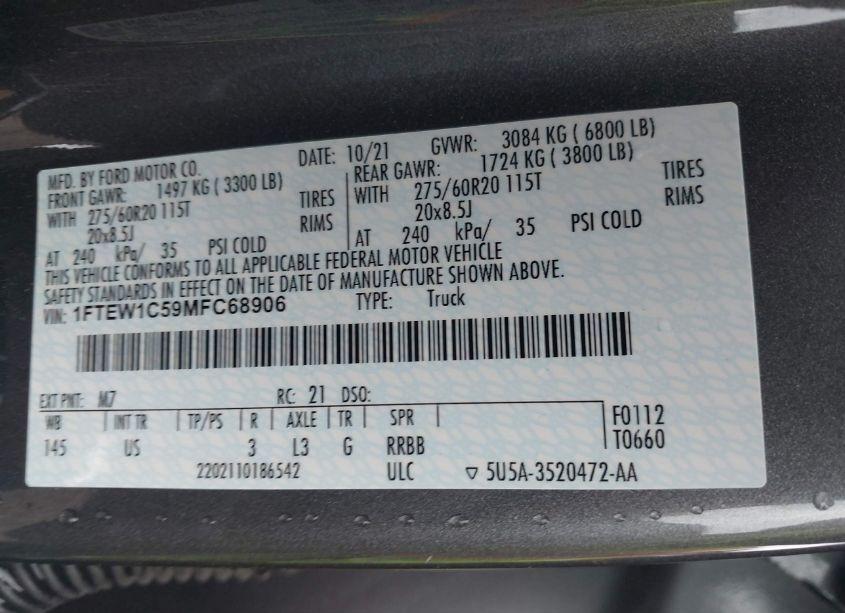 MFD. BY FORD MOTOR CO. DATE: 10/21 GVWR: 3084 KG ( 6800 LB)
FRONT GAWR: 1497 KG ( 3300 LB) REAR GAWR: 1724 KG ( 3800 LB)
WITH 275/60R20 115T TIRES WITH 275/60R20 115T TIRES
20x8.5J RIMS 20x8.5J RIMS
AT 240 kPa/ 35 PSI COLD AT 240 kPa/ 35 PSI COLD
THIS VEHICLE CONFORMS TO ALL APPLICABLE FEDERAL MOTOR VEHICLE
SAFETY STANDARDS IN EFFECT ON THE DATE OF MANUFACTURE SHOWN ABOVE.
VIN: 1FTEW1C59MFC68906 TYPE: Truck
EXT PNT: M7 RC: 21 DSO:
WB INT TR TP/PS R AXLE TR SPR F0112
145 US 3 L3 G RRBB T0660
2202110186542 ULC ▽ 5U5A-3520472-AA